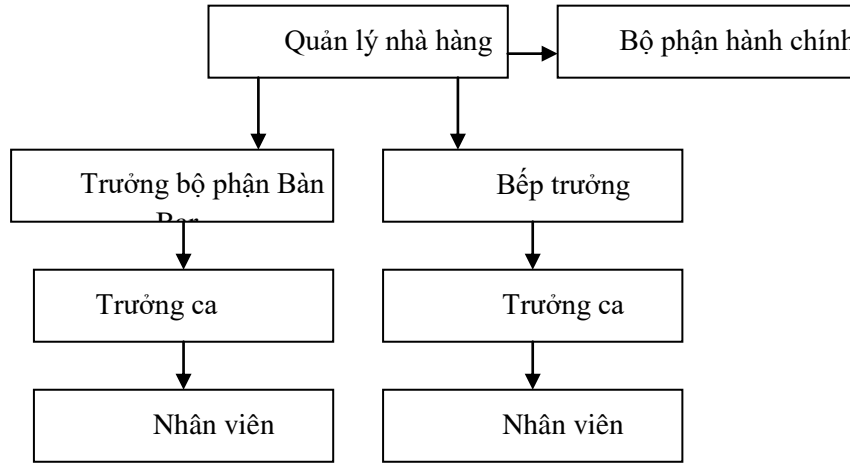 Quản lý nhà hàng
Bộ phận hành chính
Trưởng bộ phận Bàn
Bếp trưởng
Trưởng ca
Trưởng ca
Nhân viên
Nhân viên